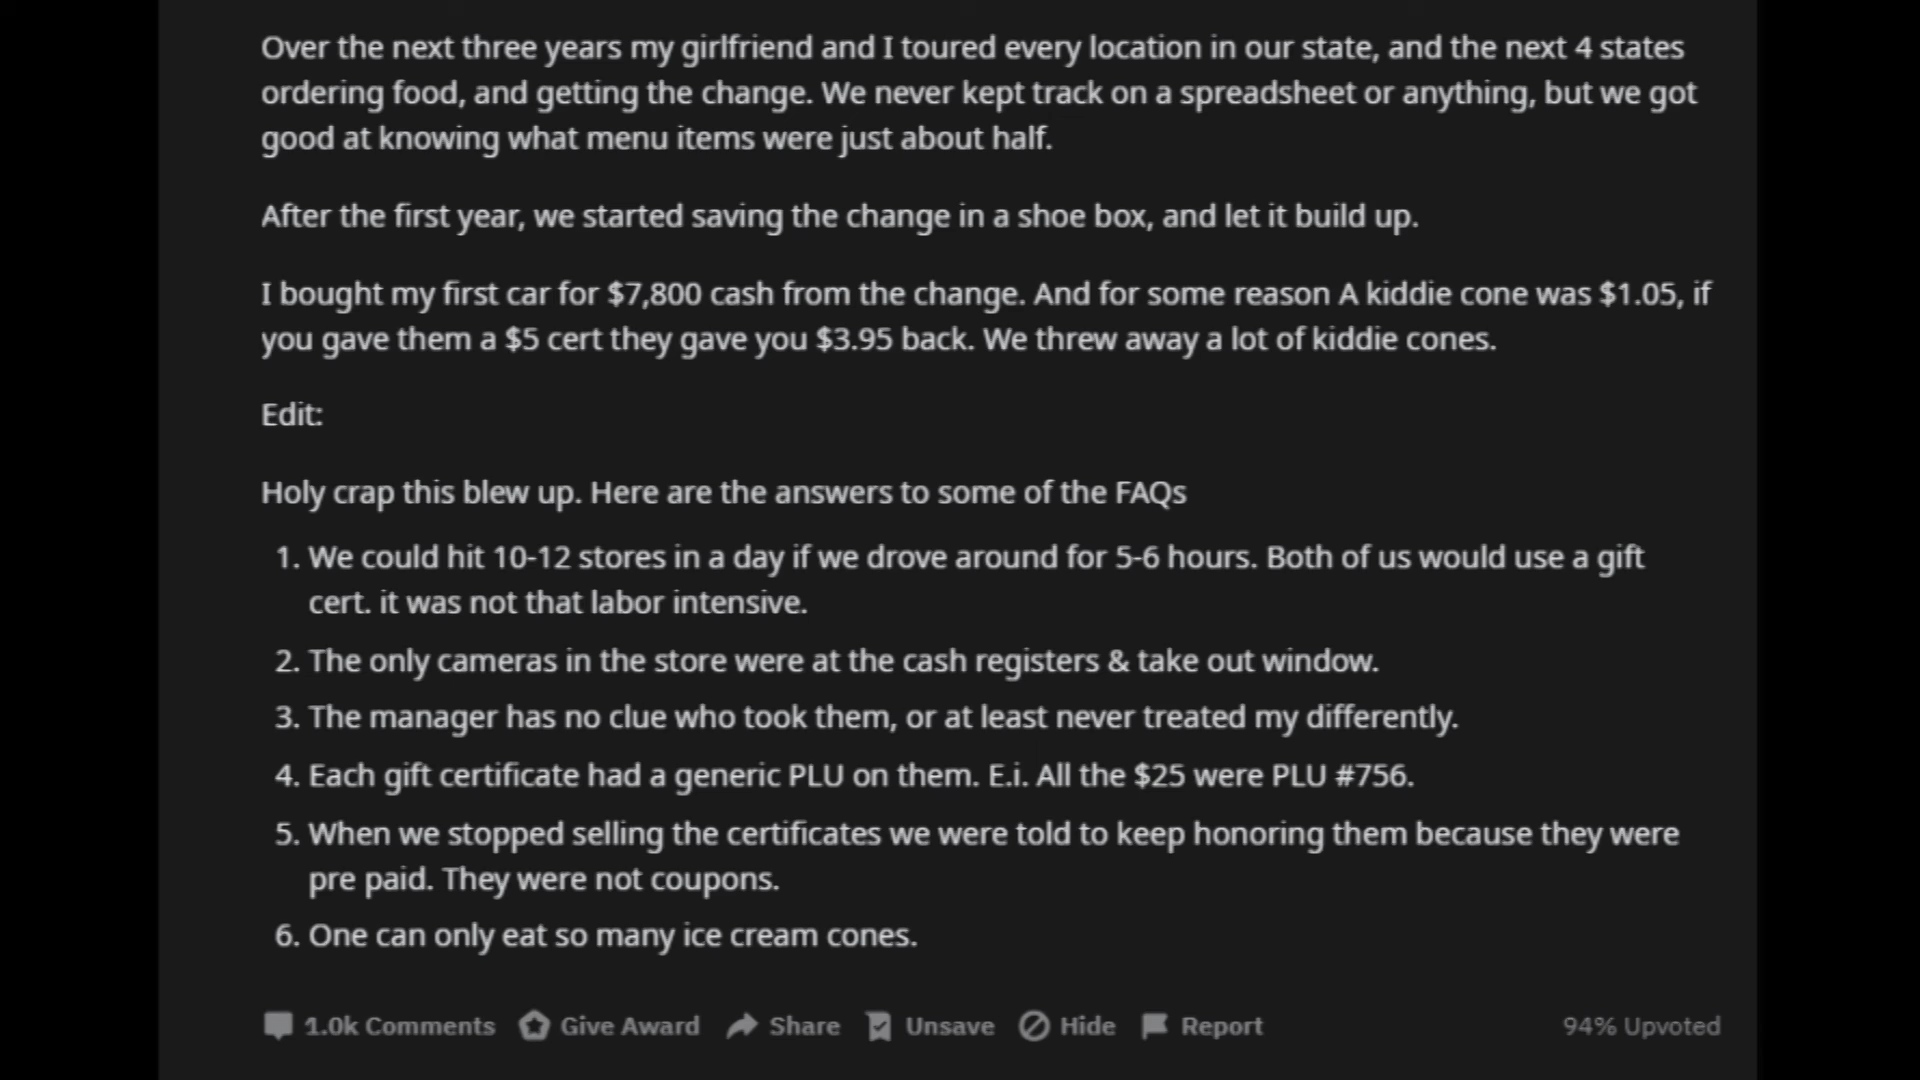 Over the next three years my girlfriend and I toured every location in our state, and the next 4 states
ordering food, and getting the change. We never kept track on a spreadsheet or anything, but we got
good at knowing what menu items were just about half.
After the first year, we started saving the change in a shoe box, and let it build up.
I bought my first car for $7,800 cash from the change. And for some reason A kiddie cone was $1.05, if
you gave them a $5 cert they gave you $3.95 back. We threw away a lot of kiddie cones.
Edit:
Holy crap this blew up. Here are the answers to some of the FAQs
1. We could hit 10-12 stores in a day if we drove around for 5-6 hours. Both of us would use a gift
cert. it was not that labor intensive.
2. The only cameras in the store were at the cash registers & take out window.
3. The manager has no clue who took them, or at least never treated my differently.
4. Each gift certificate had a generic PLU on them. E.i. All the $25 were PLU #756.
5. When we stopped selling the certificates we were told to keep honoring them because they were
pre paid. They were not coupons.
6. One can only eat so many ice cream cones.
1.0k Comments Give Award Share Unsave Hide Report 94% Upvoted